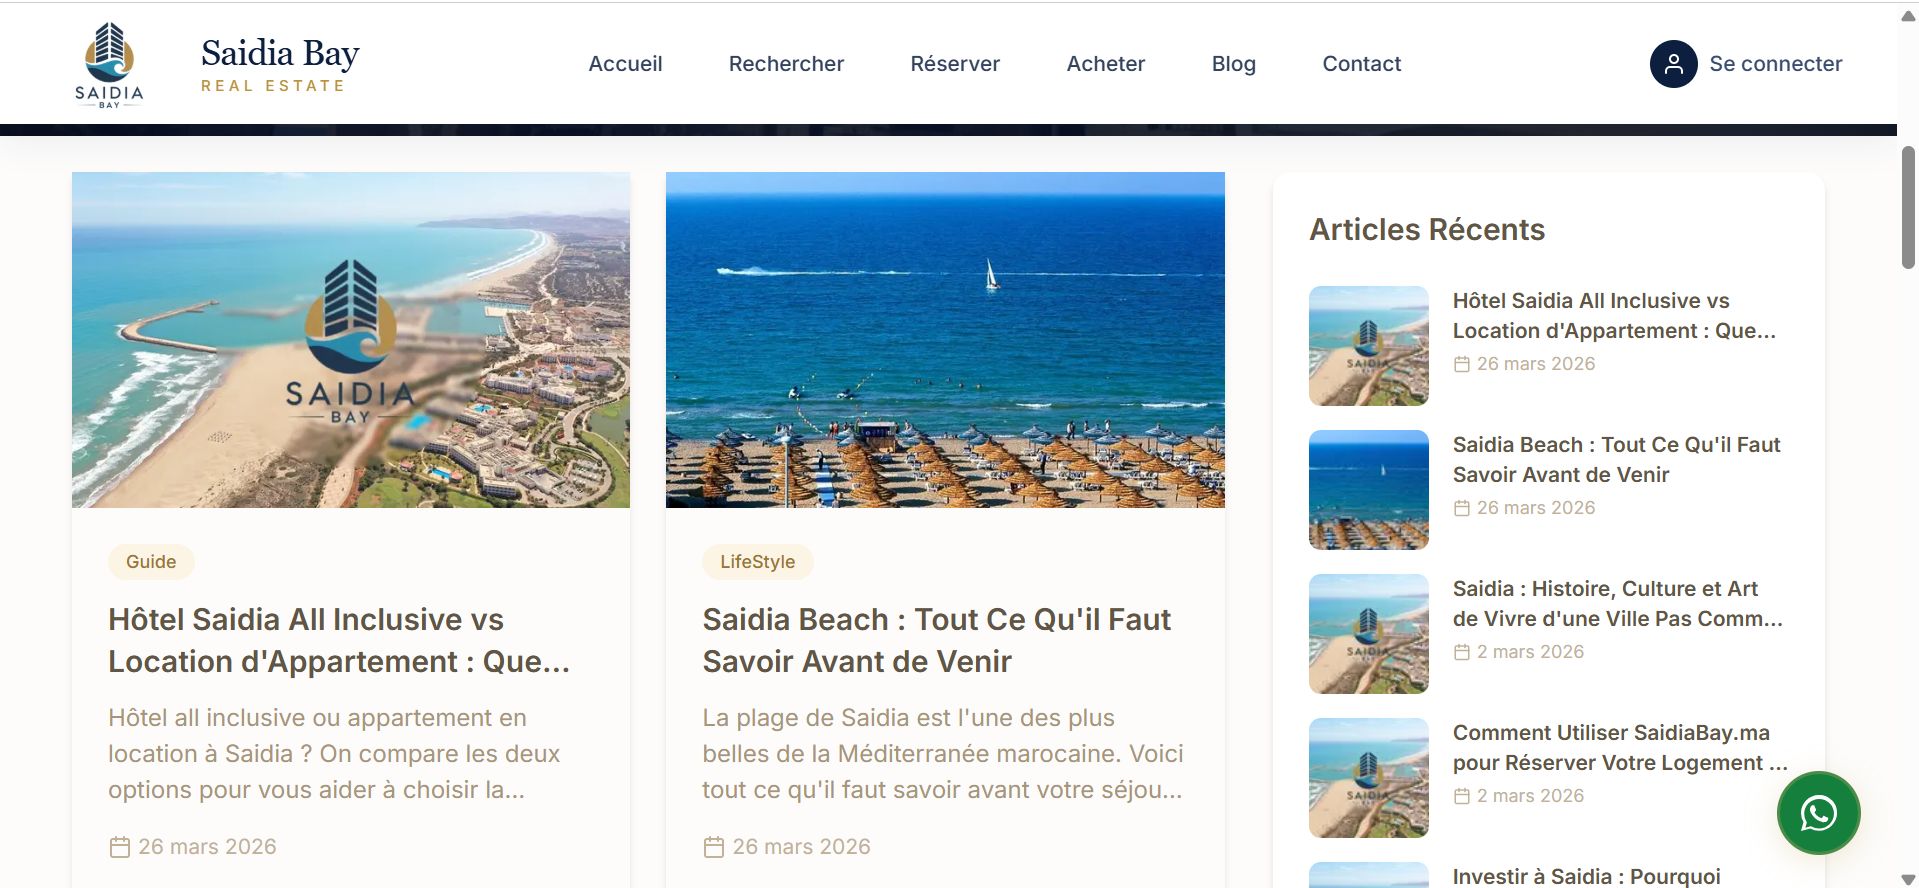 SAIDIA
BAY
Saidia Bay
REAL ESTATE
Accueil
Rechercher
Réserver
Acheter
Blog
Contact
Se connecter
SAIDIA
BAY
Guide
Hôtel Saidia All Inclusive vs
Location d'Appartement : Que...
Hôtel all inclusive ou appartement en
location à Saidia ? On compare les deux
options pour vous aider à choisir la...
26 mars 2026
LifeStyle
Saidia Beach : Tout Ce Qu'il Faut
Savoir Avant de Venir
La plage de Saidia est l'une des plus
belles de la Méditerranée marocaine. Voici
tout ce qu'il faut savoir avant votre séjou...
26 mars 2026
Articles Récents
SAIDIA
Hôtel Saidia All Inclusive vs
Location d'Appartement : Que...
26 mars 2026
Saidia Beach : Tout Ce Qu'il Faut
Savoir Avant de Venir
26 mars 2026
SAIDIA
Saidia : Histoire, Culture et Art
de Vivre d'une Ville Pas Comm...
2 mars 2026
SAIDIA
Comment Utiliser SaidiaBay.ma
pour Réserver Votre Logement ...
2 mars 2026
Investir à Saidia : Pourquoi